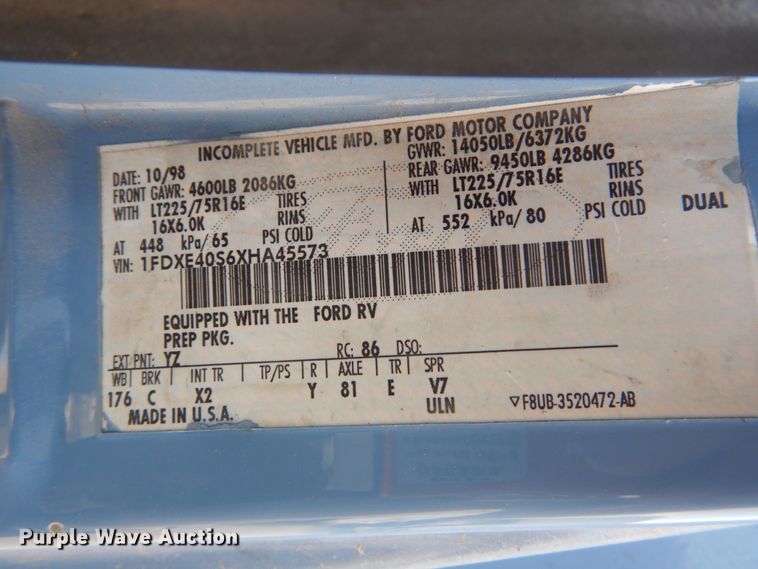 INCOMPLETE VEHICLE MFD. BY FORD MOTOR COMPANY
DATE: 10/98 GVWR: 14050LB/6372KG
FRONT GAWR: 4600LB 2086KG REAR GAWR: 9450LB 4286KG
WITH LT225/75R16E TIRES WITH LT225/75R16E TIRES DUAL
16X6.0K RIMS 16X6.0K RIMS
AT 448 kPa/65 PSI COLD AT 552 kPa/80 PSI COLD
VIN: 1FDXE40S6XHA45573
EQUIPPED WITH THE FORD RV
PREP PKG.
EXT PNT: YZ RC: 86 DSO:
WB BRK INT TR TP/PS R AXLE TR SPR
176 C X2 Y 81 E V7
MADE IN U.S.A. ULN ▽F8UB-3520472-AB
Purple Wave Auction